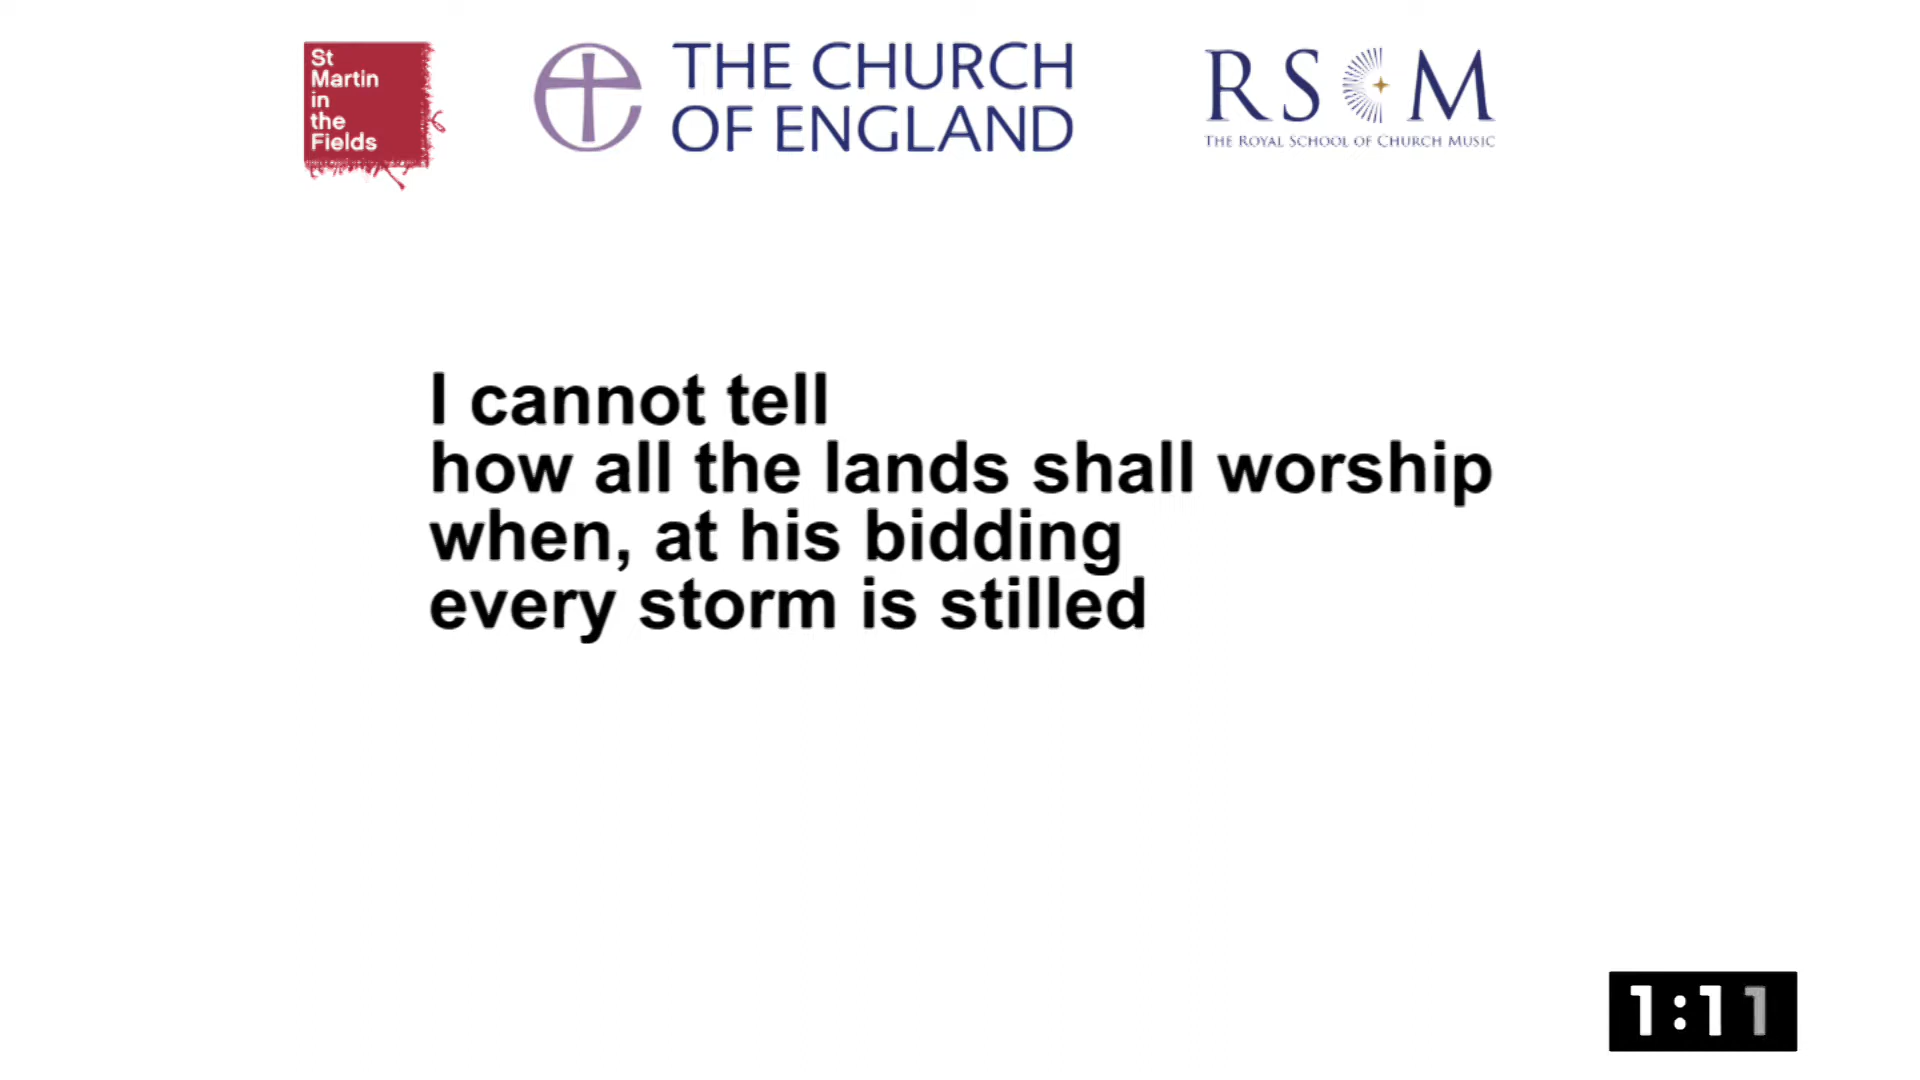 St
Martin
in
the
Fields
THE CHURCH
OF ENGLAND
RSCM
THE ROYAL SCHOOL OF CHURCH MUSIC
I cannot tell
how all the lands shall worship
when, at his bidding
every storm is stilled
1:11